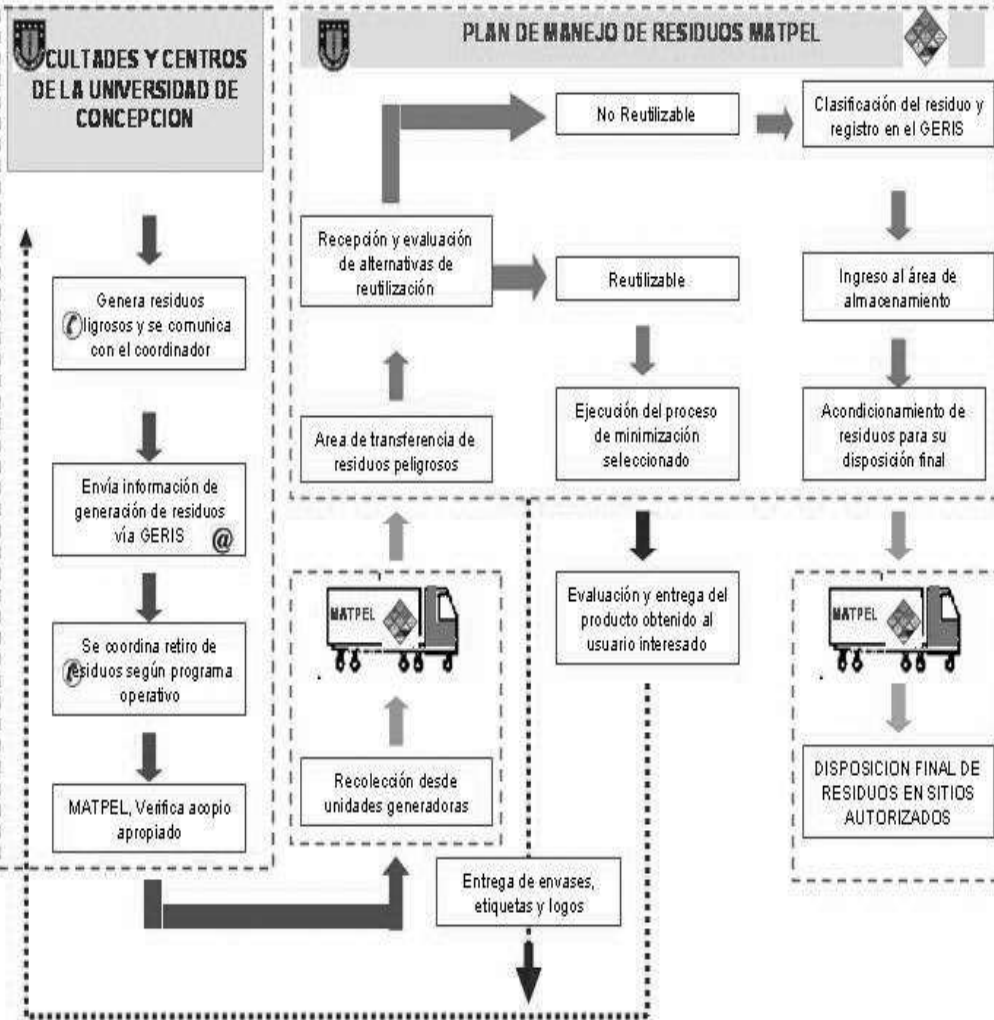 CULTADES Y CENTROS
DE LA UNIVERSIDAD DE
CONCEPCION
Genera residuos
ligrosos y se comunica
con el coordinador
Envía información de
generación de residuos
vía GERIS @
Se coordina retiro de
residuos según programa
operativo
MATPEL, Verifica acopio
apropiado
PLAN DE MANEJO DE RESIDUOS MATPEL
No Reutilizable
Clasificación del residuo y
registro en el GERIS
Recepción y evaluación
de alternativas de
reutilización
Reutilizable
Ingreso al área de
almacenamiento
Area de transferencia de
residuos peligrosos
Ejecución del proceso
de minimización
seleccionado
Acondicionamiento de
residuos para su
disposición final
MATPEL
Evaluación y entrega del
producto obtenido al
usuario interesado
MATPEL
Recolección desde
unidades generadoras
DISPOSICION FINAL DE
RESIDUOS EN SITIOS
AUTORIZADOS
Entrega de envases,
etiquetas y logos